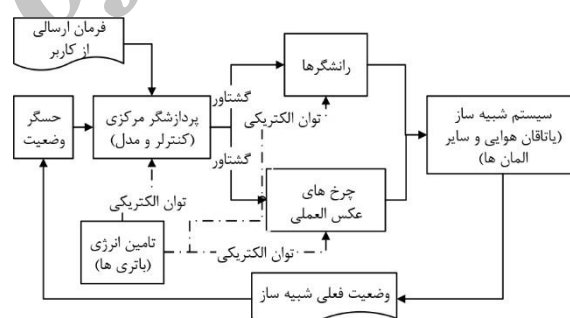 فرمان ارسالی
از کاربر
حسگر
وضعیت
پردازشگر مرکزی
(کنترلر و مدل)
گشتاور
گشتاور
رانشگرها
توان الکتریکی
چرخ های
عکس العملی
سیستم شبیه ساز
(یاتاقان هوایی و سایر
المان ها)
توان الکتریکی
تامین انرژی
(باتری ها)
توان الکتریکی
وضعیت فعلی شبیه ساز